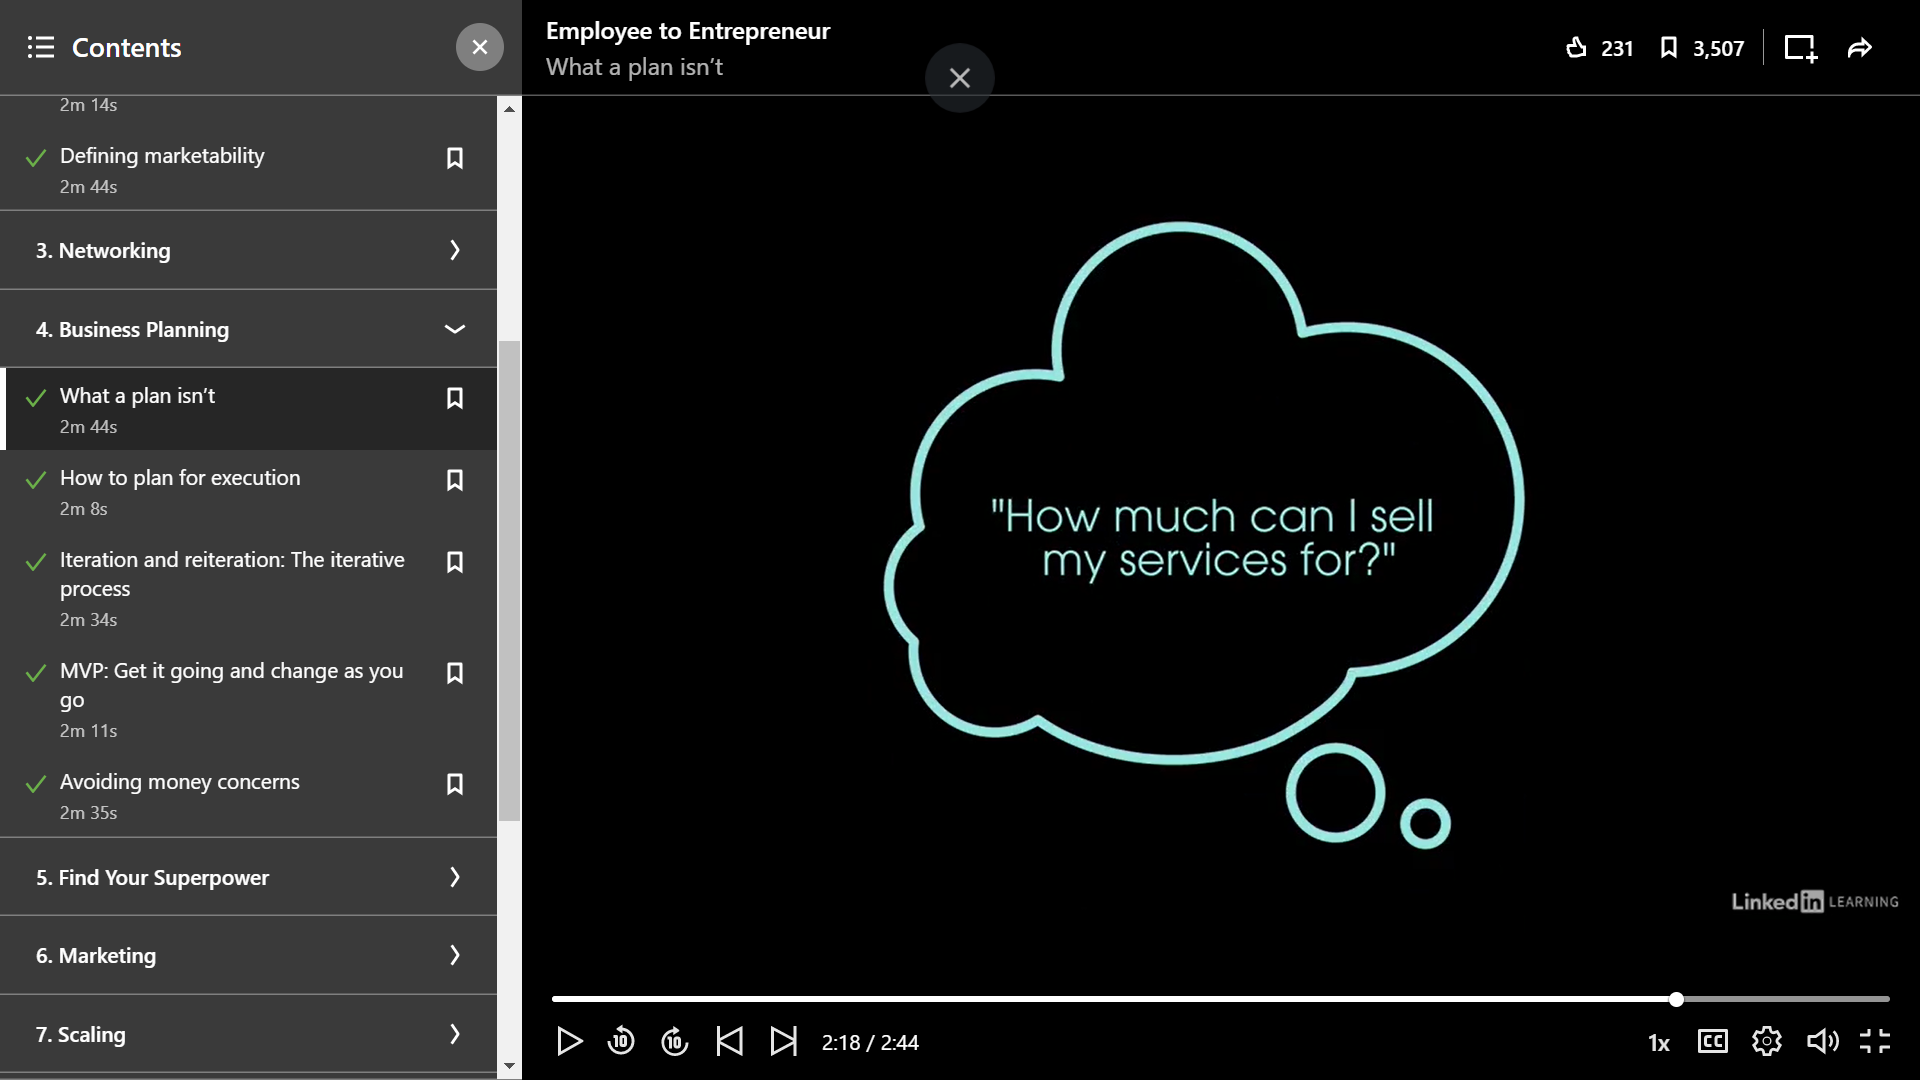 Contents
2m 14s
Defining marketability
2m 44s
3. Networking
4. Business Planning
What a plan isn't
2m 44s
How to plan for execution
2m 8s
Iteration and reiteration: The iterative
process
2m 34s
MVP: Get it going and change as you
go
2m 11s
Avoiding money concerns
2m 35s
5. Find Your Superpower
6. Marketing
7. Scaling
Employee to Entrepreneur
What a plan isn't
231
3,507
"How much can I sell
my services for?"
Linked in LEARNING
10
10
2:18 / 2:44
1x
CC